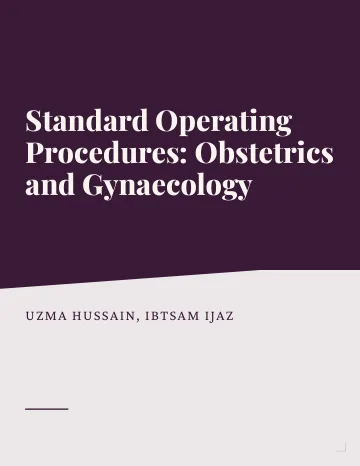 Standard Operating
Procedures: Obstetrics
and Gynaecology
UZMA HUSSAIN, IBTSAM IJAZ